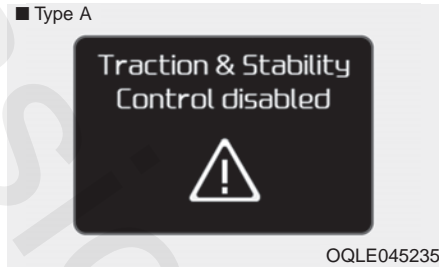 ■ Type A
Traction & Stability
Control disabled
OQLE045235